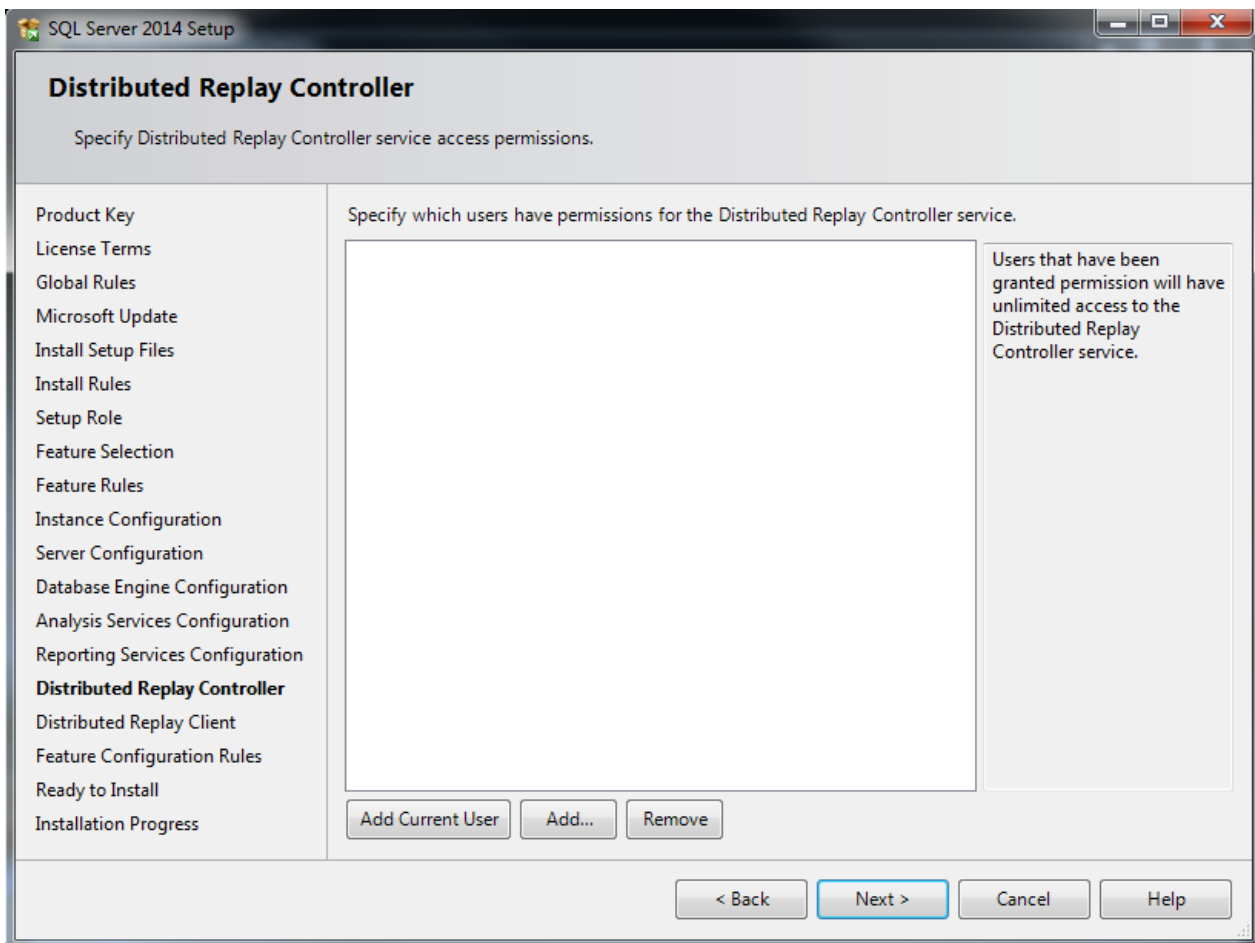 SQL Server 2014 Setup
Distributed Replay Controller
Specify Distributed Replay Controller service access permissions.
Product Key
License Terms
Global Rules
Microsoft Update
Install Setup Files
Install Rules
Setup Role
Feature Selection
Feature Rules
Instance Configuration
Server Configuration
Database Engine Configuration
Analysis Services Configuration
Reporting Services Configuration
Distributed Replay Controller
Distributed Replay Client
Feature Configuration Rules
Ready to Install
Installation Progress
Specify which users have permissions for the Distributed Replay Controller service.
Users that have been
granted permission will have
unlimited access to the
Distributed Replay
Controller service.
Add Current User Add... Remove
< Back Next > Cancel Help